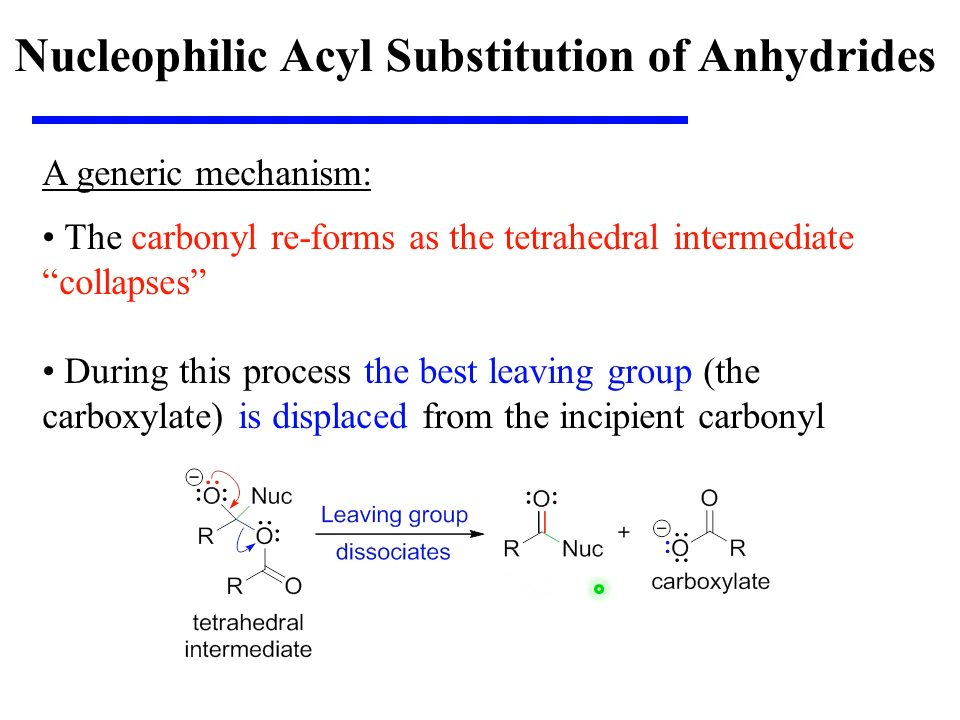 Nucleophilic Acyl Substitution of Anhydrides
A generic mechanism:
• The carbonyl re-forms as the tetrahedral intermediate
“collapses”
• During this process the best leaving group (the
carboxylate) is displaced from the incipient carbonyl
− O Nuc
R O
R O
tetrahedral
intermediate
Leaving group
dissociates
O
R Nuc
+
O
− O R
carboxylate